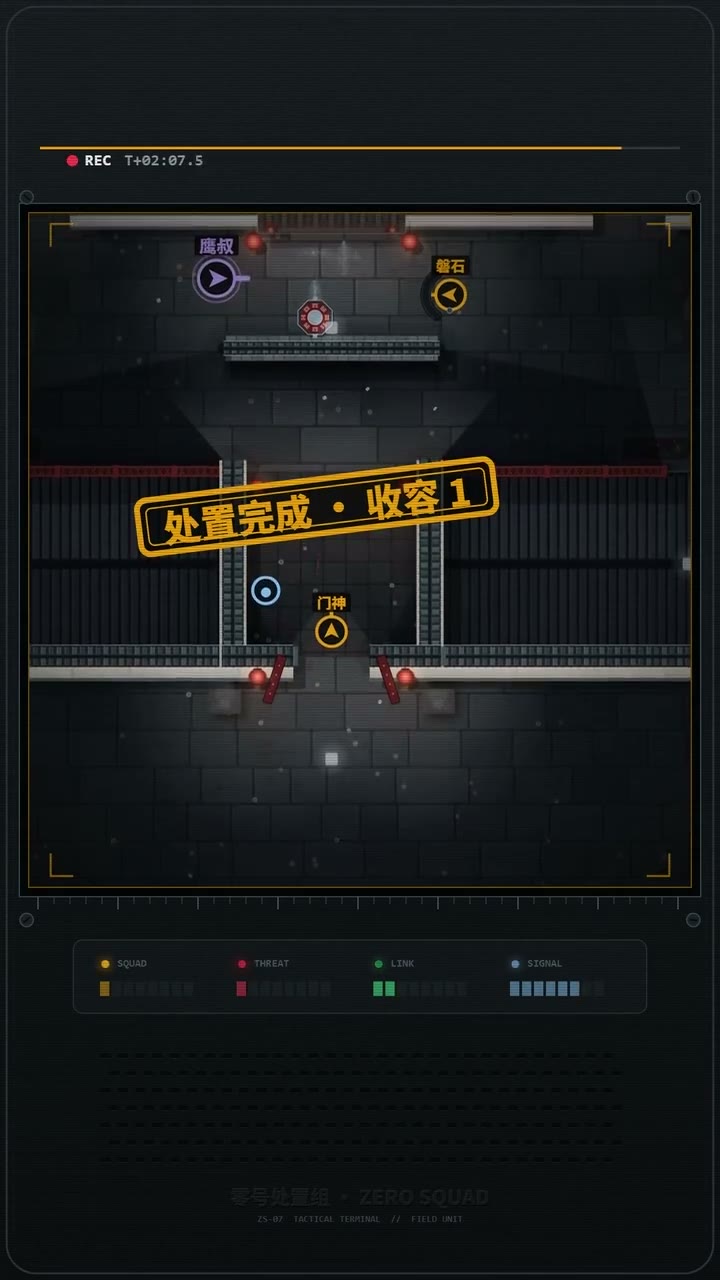 REC T+02:07.5
鹰叔
磐石
处置完成 · 收容 1
门神
SQUAD THREAT LINK SIGNAL
零号处置组 · ZERO SQUAD
ZS-07 TACTICAL TERMINAL // FIELD UNIT